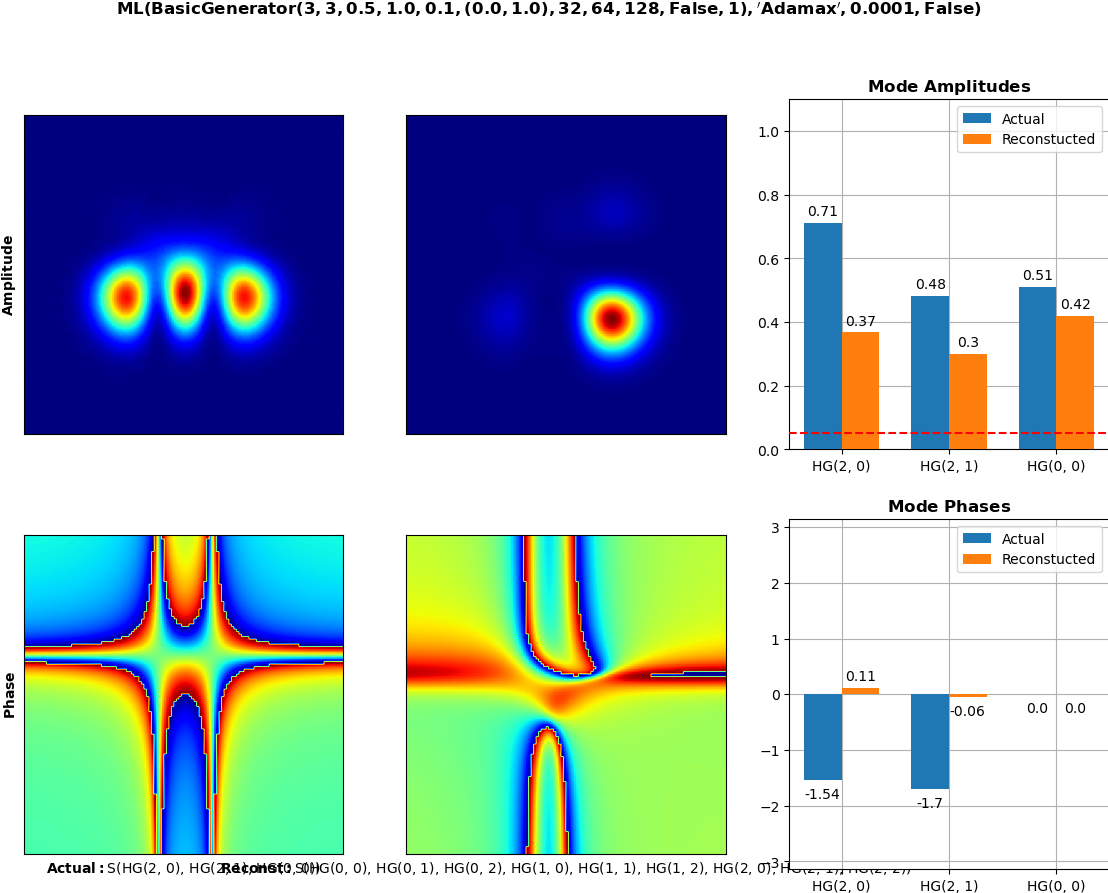 ML(BasicGenerator(3, 3, 0.5, 1.0, 0.1, (0.0, 1.0), 32, 64, 128, False, 1), ′Adamax′, 0.0001, False)
Mode Amplitudes
Amplitude
Actual
Reconstucted
1.0
0.8
0.6
0.4
0.2
0.0
0.71
0.37
0.48
0.3
0.51
0.42
HG(2, 0) HG(2, 1) HG(0, 0)
Mode Phases
Phase
Actual
Reconstucted
3
2
1
0
−1
−2
−3
-1.54
0.11
-1.7
-0.06
0.0
0.0
HG(2, 0) HG(2, 1) HG(0, 0)
Actual: S(HG(2, 0), HG(2, 1), HG(0, 0))
Reconst: S(HG(0, 0), HG(0, 1), HG(0, 2), HG(1, 0), HG(1, 1), HG(1, 2), HG(2, 0), HG(2, 1), HG(2, 2))